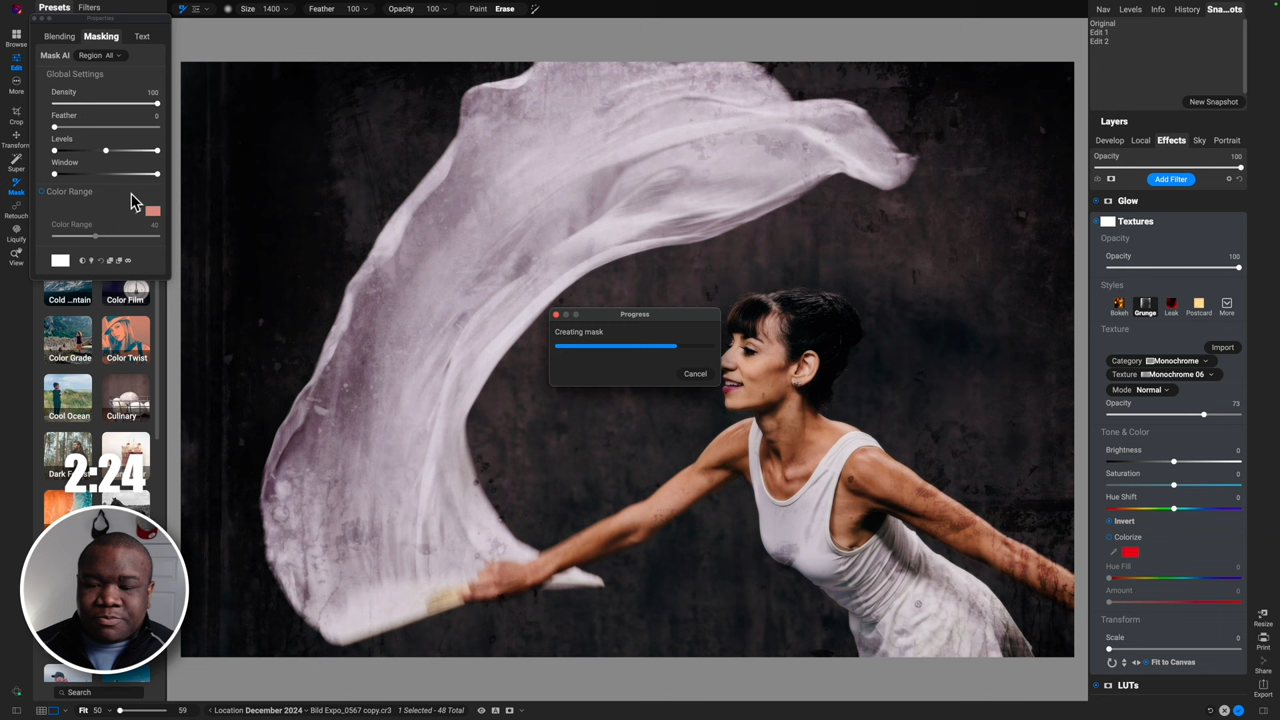 Presets Filters
Size 1400 Feather 100 Opacity 100 Paint Erase
Nav Levels Info History Sna...ots
Properties
Blending Masking Text
Mask AI Region All
Global Settings
Density 100
Feather 0
Levels
Window
Color Range
Color Range 40
Browse
Edit
More
Crop
Transform
Super
Mask
Retouch
Liquify
View
Cold ...ntain Color Film
Color Grade Color Twist
Cool Ocean Culinary
2:24
Search
Progress
Creating mask
Cancel
Original
Edit 1
Edit 2
New Snapshot
Layers
Develop Local Effects Sky Portrait
Opacity 100
Add Filter
Glow
Textures
Opacity
Opacity 100
Styles
Bokeh Grunge Leak Postcard More
Texture
Import
Category Monochrome
Texture Monochrome 06
Mode Normal
Opacity 73
Tone & Color
Brightness 0
Saturation 0
Hue Shift 0
Invert
Colorize
Hue Fill 0
Amount 0
Transform
Scale 0
Fit to Canvas
LUTs
Resize
Print
Share
Export
Fit 50 59 Location December 2024 Bild Expo_0567 copy.cr3 1 Selected - 48 Total